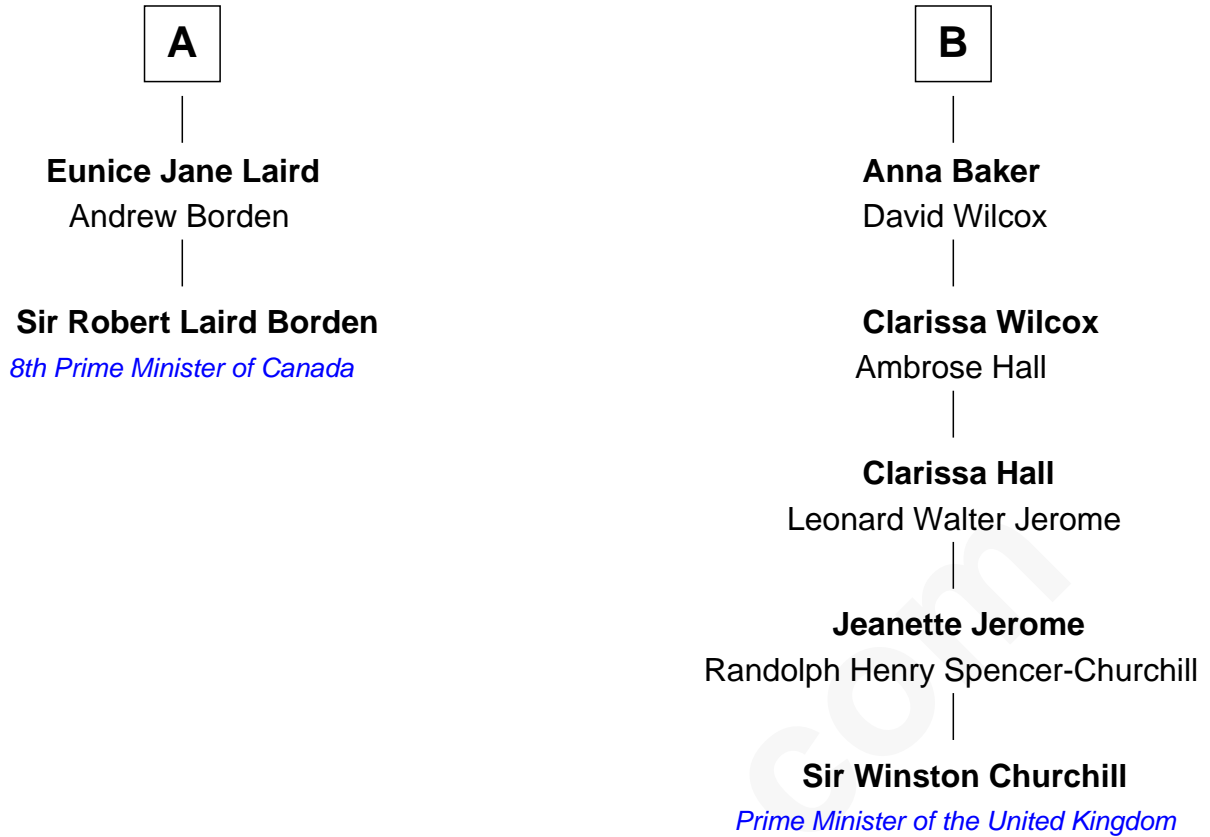 A
Eunice Jane Laird
Andrew Borden
Sir Robert Laird Borden
8th Prime Minister of Canada
B
Anna Baker
David Wilcox
Clarissa Wilcox
Ambrose Hall
Clarissa Hall
Leonard Walter Jerome
Jeanette Jerome
Randolph Henry Spencer-Churchill
Sir Winston Churchill
Prime Minister of the United Kingdom
com